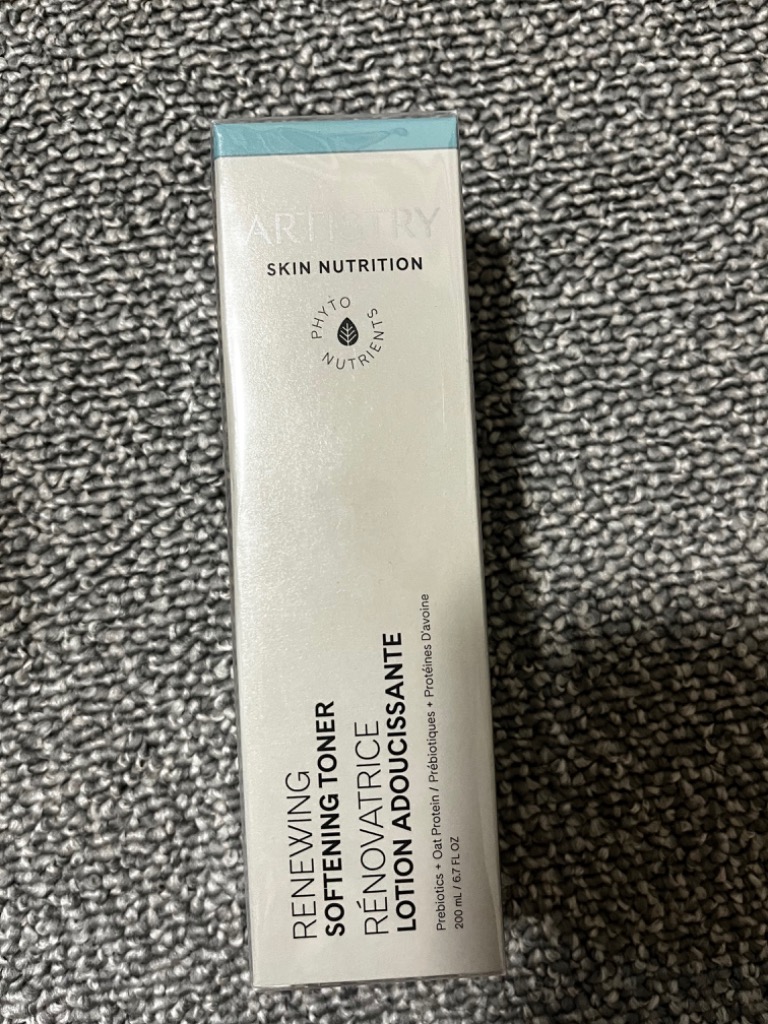 ARTISTRY
SKIN NUTRITION
PHYTO
NUTRIENTS
RENEWING
SOFTENING TONER
RÉNOVATRICE
LOTION ADOUCISSANTE
Prebiotics + Oat Protein / Prébiotiques + Protéines D'avoine
200 mL / 6.7 FL OZ